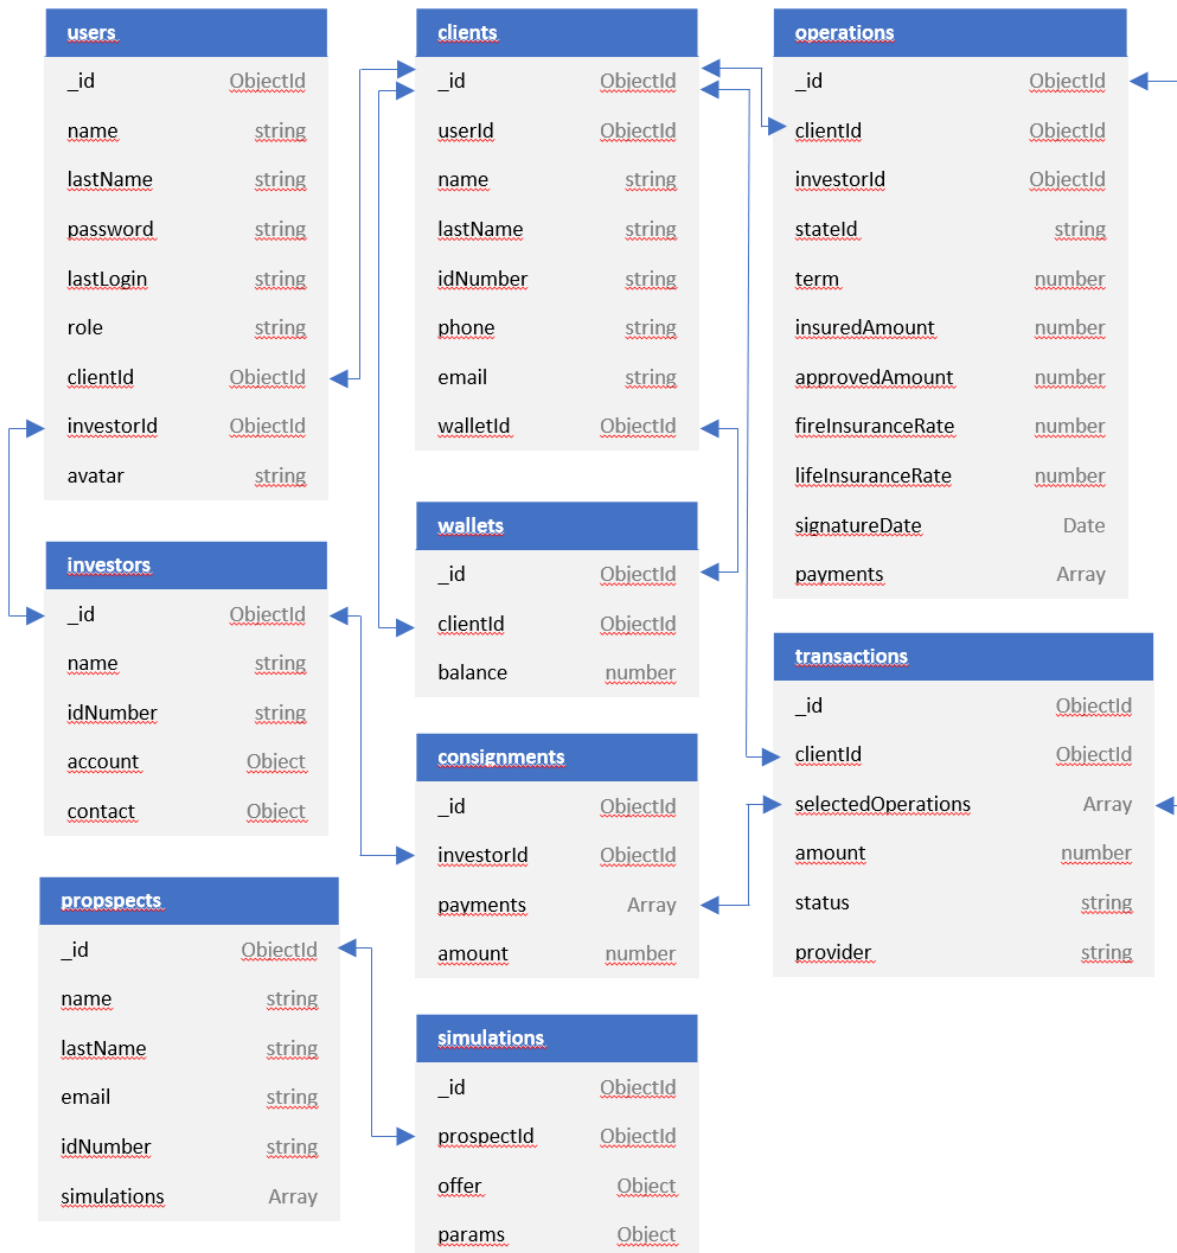 users
_id ObjectId
name string
lastName string
password string
lastLogin string
role string
clientId ObjectId
investorId ObjectId
avatar string
investors
_id ObjectId
name string
idNumber string
account Object
contact Object
propspects
_id ObjectId
name string
lastName string
email string
idNumber string
simulations Array
clients
_id ObjectId
userId ObjectId
name string
lastName string
idNumber string
phone string
email string
walletId ObjectId
wallets
_id ObjectId
clientId ObjectId
balance number
consignments
_id ObjectId
investorId ObjectId
payments Array
amount number
simulations
_id ObjectId
prospectId ObjectId
offer Object
params Object
operations
_id ObjectId
clientId ObjectId
investorId ObjectId
stateId string
term number
insuredAmount number
approvedAmount number
fireInsuranceRate number
lifeInsuranceRate number
signatureDate Date
payments Array
transactions
_id ObjectId
clientId ObjectId
selectedOperations Array
amount number
status string
provider string